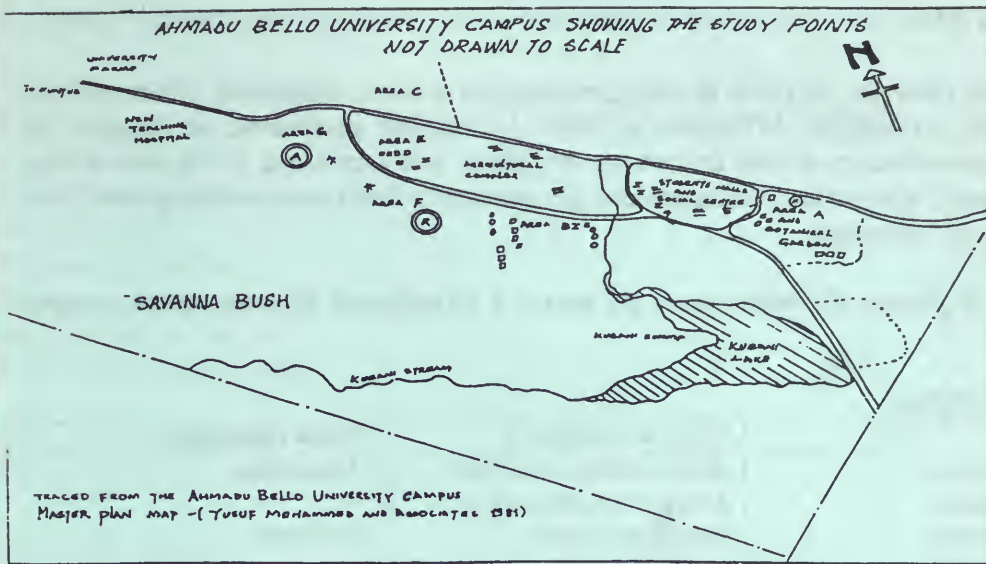 AHMADU BELLO UNIVERSITY CAMPUS SHOWING THE STUDY POINTS
NOT DRAWN TO SCALE
N
UNIVERSITY
FARMS
TO FUNTUA
NEW
TEACHING
HOSPITAL
AREA C
AREA G
A
AREA E
AGRICULTURAL
COMPLEX
AREA F
R
AREA BI
STUDENTS HALLS
AND
SOCIAL CENTRE
AREA A
AND
BOTANICAL
GARDEN
SAVANNA BUSH
KUBANI
KUBANI
LAKE
KUBANI STREAM
TRACED FROM THE AHMADU BELLO UNIVERSITY CAMPUS
MASTER PLAN MAP -(YUSUF MOHAMMED AND ASSOCIATES 1981)